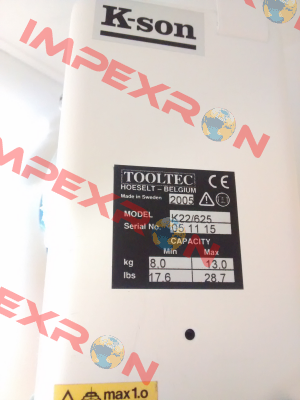 K-son
IMPEXRON
TOOLTEC CE
HOESELT – BELGIUM
Made in Sweden 2005
MODEL K22/625
Serial No: 05 11 15
CAPACITY
Min Max
kg 8.0 13.0
lbs 17.6 28.7
IMPEXRON
IMPEXRON
max1.0